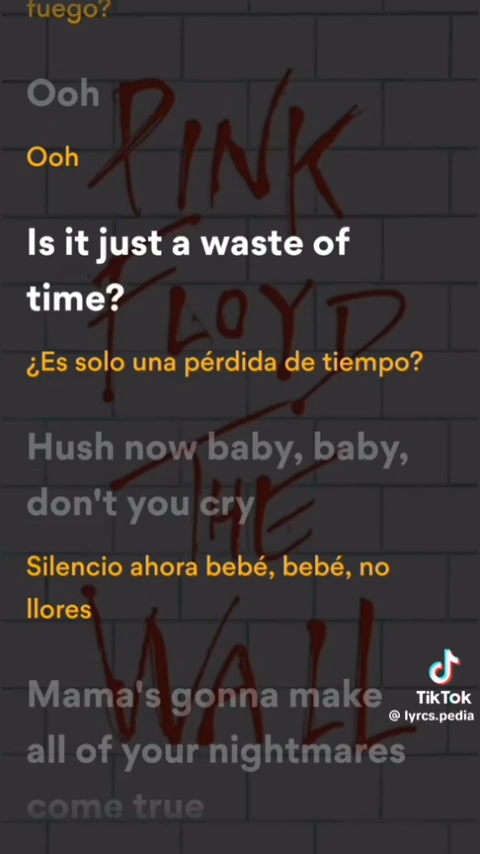 fuego?
Ooh
Ooh
Is it just a waste of
time?
¿Es solo una pérdida de tiempo?
Hush now baby, baby,
don't you cry
Silencio ahora bebé, bebé, no
llores
Mama's gonna make
all of your nightmares
come true
PINK
FLOYD
THE
WALL
TikTok
@ lyrcs.pedia